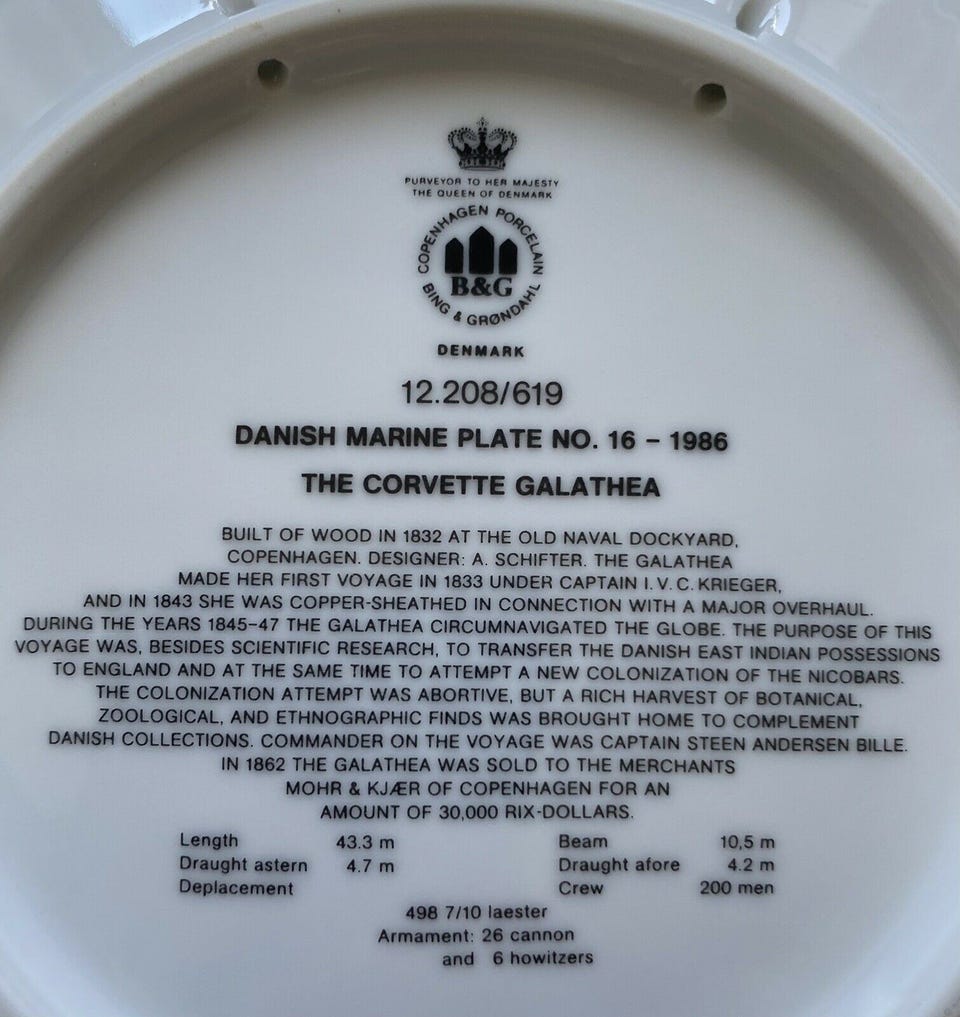 PURVEYOR TO HER MAJESTY
THE QUEEN OF DENMARK
COPENHAGEN PORCELAIN
B&G
BING & GRØNDAHL
DENMARK
12.208/619
DANISH MARINE PLATE NO. 16 – 1986
THE CORVETTE GALATHEA
BUILT OF WOOD IN 1832 AT THE OLD NAVAL DOCKYARD,
COPENHAGEN. DESIGNER: A. SCHIFTER. THE GALATHEA
MADE HER FIRST VOYAGE IN 1833 UNDER CAPTAIN I. V. C. KRIEGER,
AND IN 1843 SHE WAS COPPER-SHEATHED IN CONNECTION WITH A MAJOR OVERHAUL.
DURING THE YEARS 1845–47 THE GALATHEA CIRCUMNAVIGATED THE GLOBE. THE PURPOSE OF THIS
VOYAGE WAS, BESIDES SCIENTIFIC RESEARCH, TO TRANSFER THE DANISH EAST INDIAN POSSESSIONS
TO ENGLAND AND AT THE SAME TIME TO ATTEMPT A NEW COLONIZATION OF THE NICOBARS.
THE COLONIZATION ATTEMPT WAS ABORTIVE, BUT A RICH HARVEST OF BOTANICAL,
ZOOLOGICAL, AND ETHNOGRAPHIC FINDS WAS BROUGHT HOME TO COMPLEMENT
DANISH COLLECTIONS. COMMANDER ON THE VOYAGE WAS CAPTAIN STEEN ANDERSEN BILLE.
IN 1862 THE GALATHEA WAS SOLD TO THE MERCHANTS
MOHR & KJÆR OF COPENHAGEN FOR AN
AMOUNT OF 30,000 RIX-DOLLARS.
Length 43.3 m Beam 10,5 m
Draught astern 4.7 m Draught afore 4.2 m
Deplacement Crew 200 men
498 7/10 laester
Armament: 26 cannon
and 6 howitzers